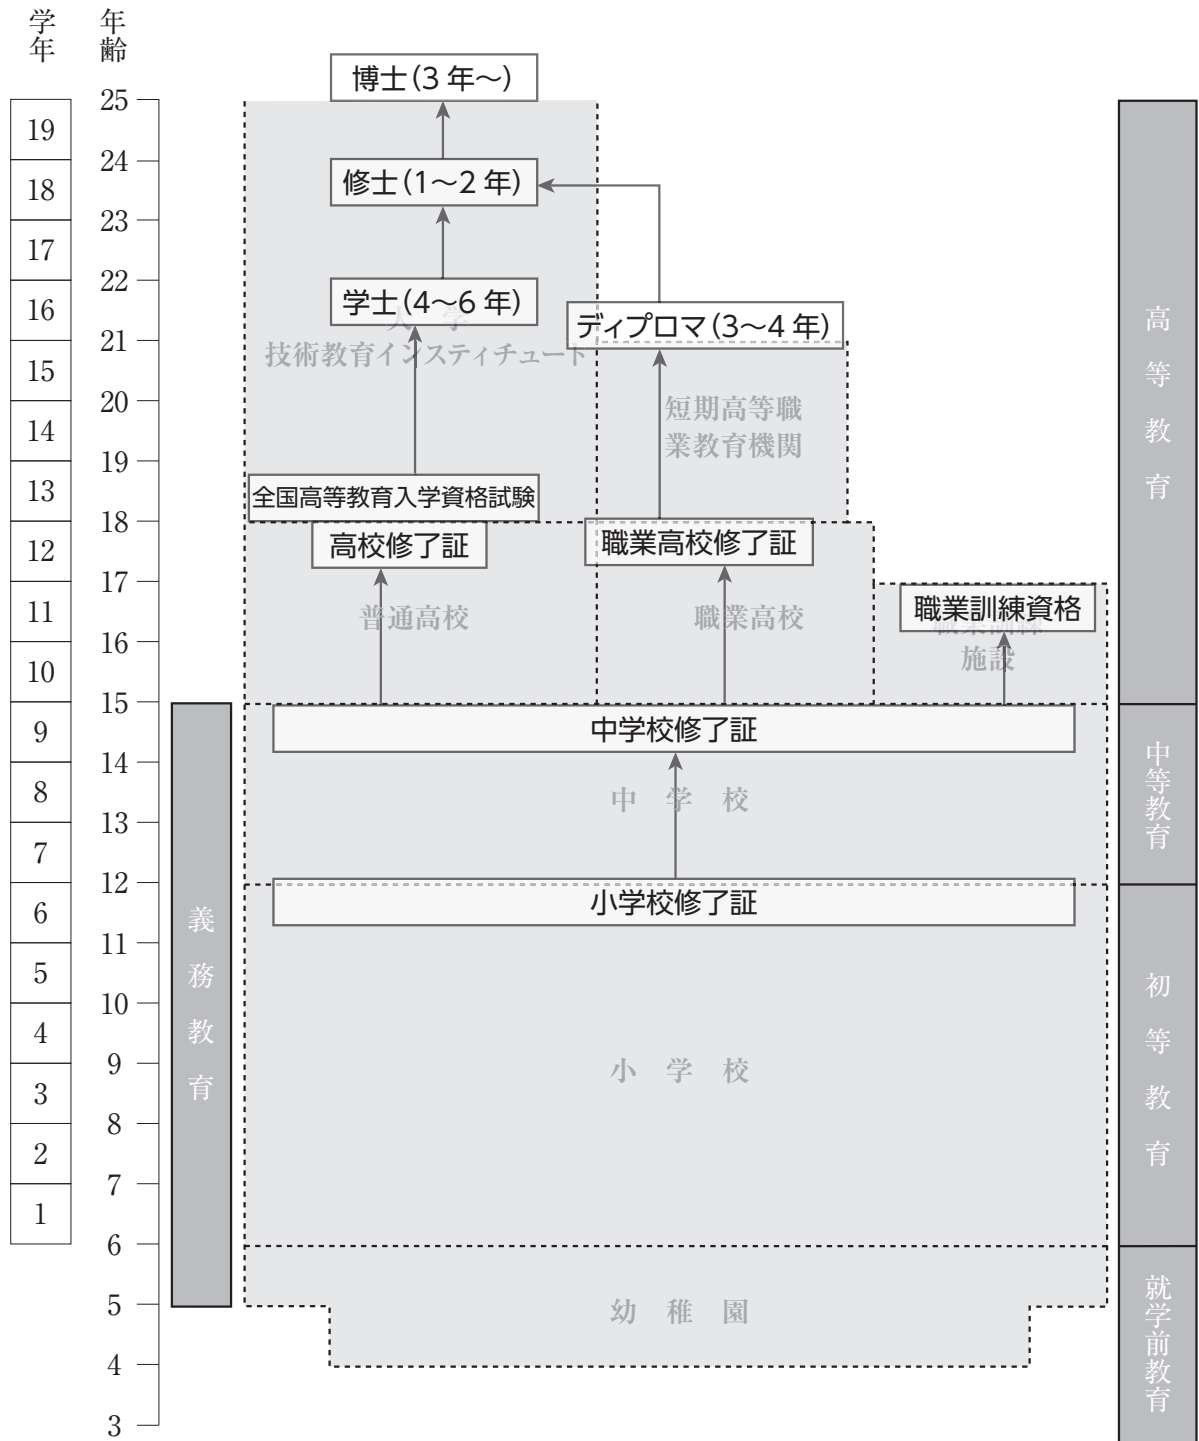 学年
年齢
25
24
23
22
21
20
19
18
17
16
15
14
13
12
11
10
9
8
7
6
5
4
3
19
18
17
16
15
14
13
12
11
10
9
8
7
6
5
4
3
2
1
義務教育
博士(3 年～)
修士(1～2 年)
学士(4～6 年)
大 学
技術教育インスティチュート
ディプロマ(3～4 年)
短期高等職
業教育機関
全国高等教育入学資格試験
高校修了証
職業高校修了証
普通高校
職業高校
職業訓練資格
職業訓練
施設
中学校修了証
中 学 校
小学校修了証
小 学 校
幼 稚 園
高等教育
中等教育
初等教育
就学前教育